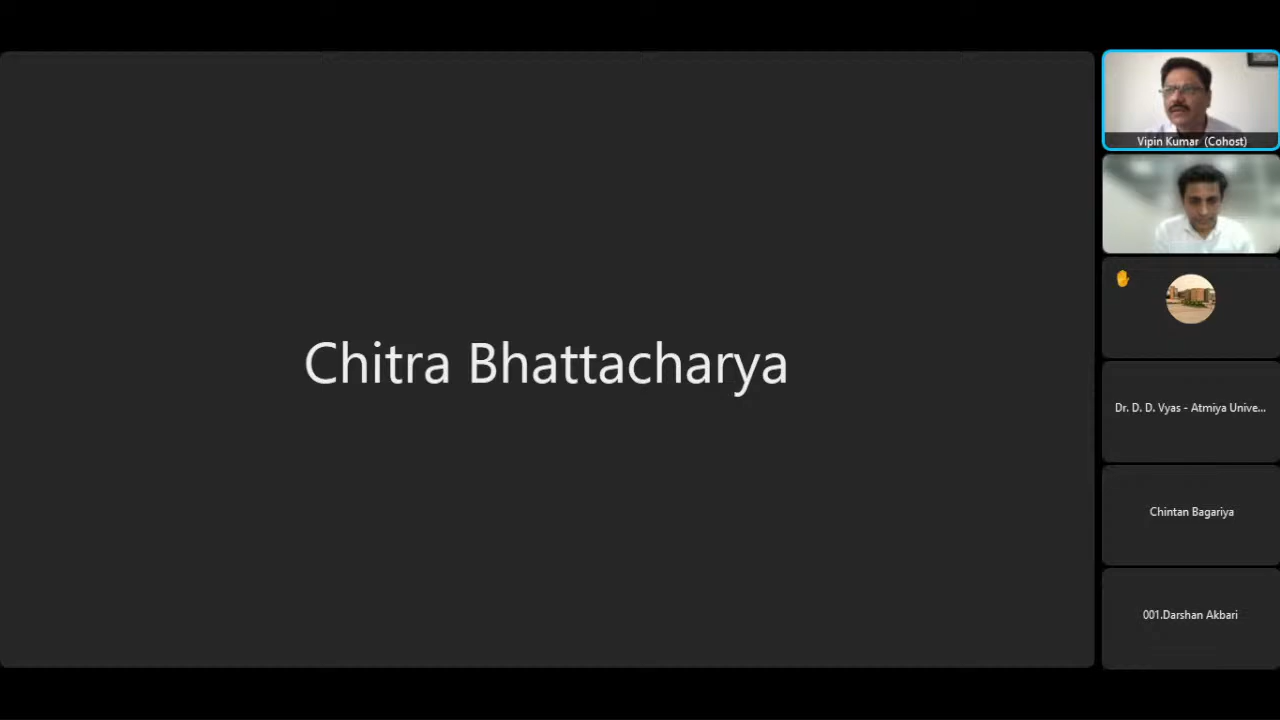 Chitra Bhattacharya
Vipin Kumar (Cohost)
Dr. D. D. Vyas - Atmiya Unive...
Chintan Bagariya
001.Darshan Akbari